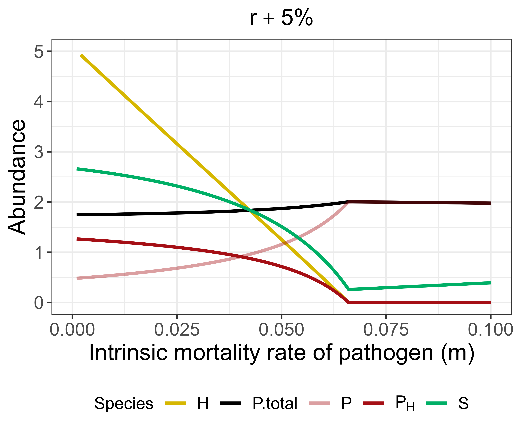 r + 5%
Abundance
5
4
3
2
1
0
0.000 0.025 0.050 0.075 0.100
Intrinsic mortality rate of pathogen (m)
Species H P.total P P_H S